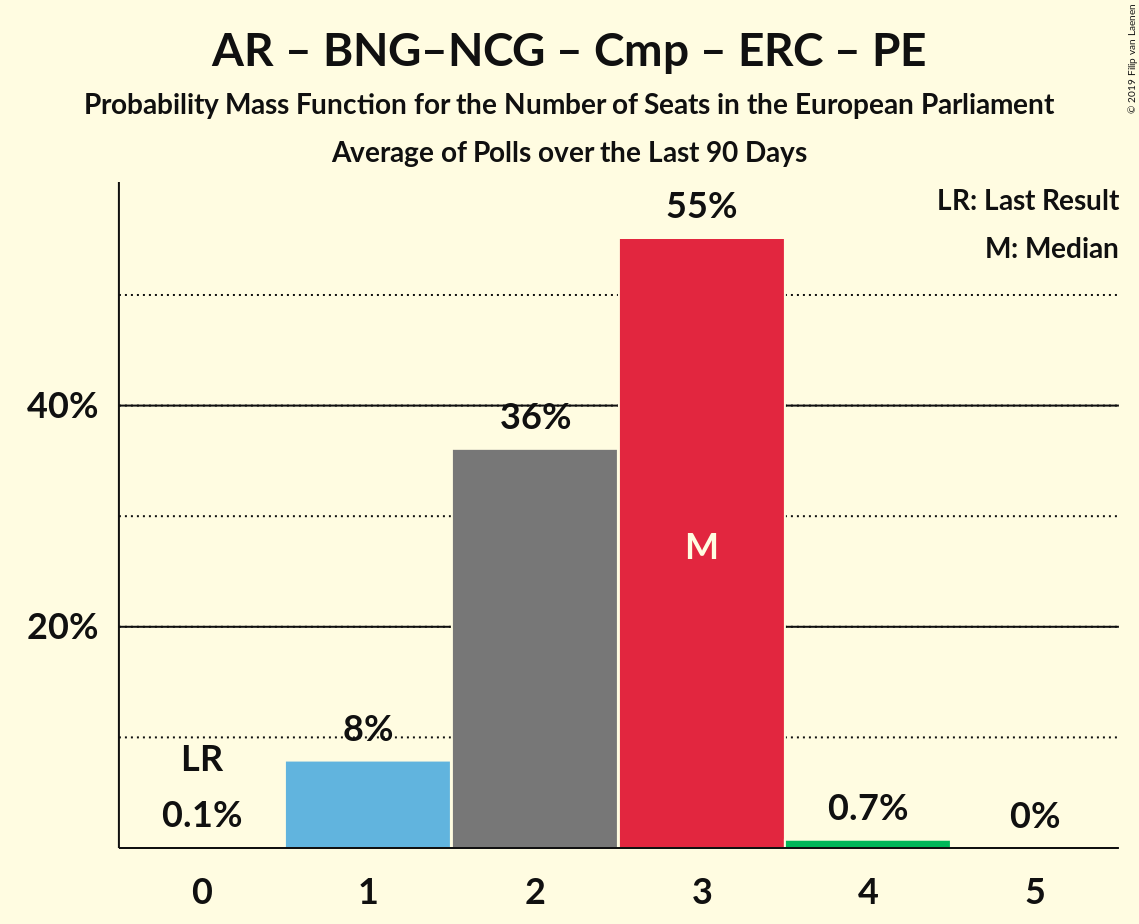 AR – BNG–NCG – Cmp – ERC – PE
Probability Mass Function for the Number of Seats in the European Parliament
Average of Polls over the Last 90 Days
© 2019 Filip van Laenen
LR: Last Result
M: Median
55%
40%
36%
M
20%
8%
LR
0.1%
0.7%
0%
0 1 2 3 4 5